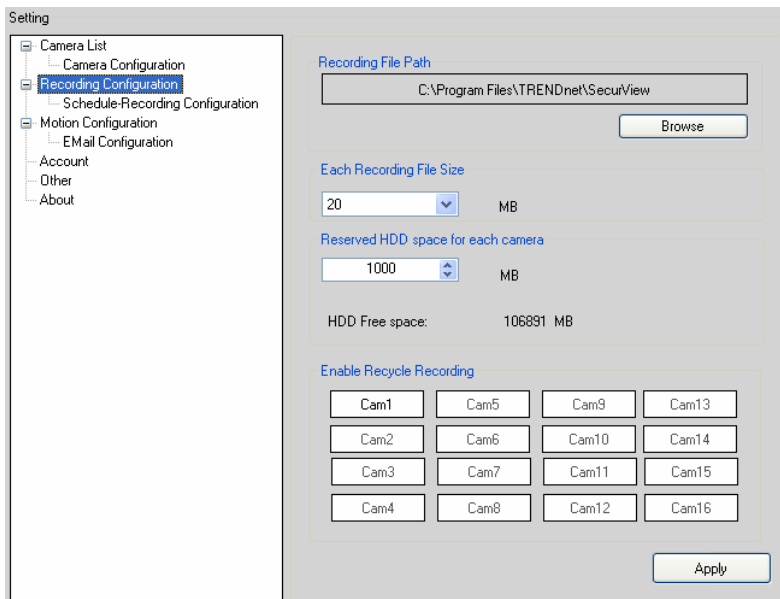 Setting
Camera List
Camera Configuration
Recording Configuration
Schedule-Recording Configuration
Motion Configuration
EMail Configuration
Account
Other
About
Recording File Path
C:\Program Files\TRENDnet\SecurView
Browse
Each Recording File Size
20 MB
Reserved HDD space for each camera
1000 MB
HDD Free space: 106891 MB
Enable Recycle Recording
Cam1 Cam5 Cam9 Cam13
Cam2 Cam6 Cam10 Cam14
Cam3 Cam7 Cam11 Cam15
Cam4 Cam8 Cam12 Cam16
Apply